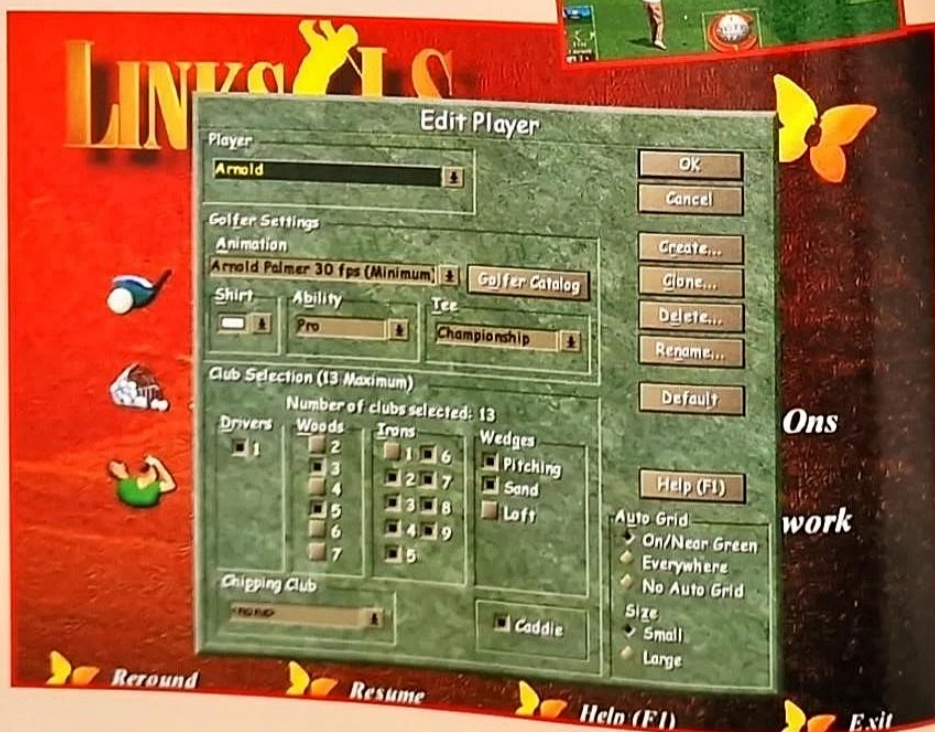 LINKS LS
Edit Player
Player
Arnold
OK
Cancel
Golfer Settings
Animation
Arnold Palmer 30 fps (Minimum)
Golfer Catalog
Create...
Clone...
Delete...
Rename...
Shirt
Ability
Tee
Pro
Championship
Club Selection (13 Maximum)
Default
Number of clubs selected: 13
Drivers
Woods
Irons
Wedges
1
2
3
4
5
6
7
1
6
2
7
3
8
4
9
5
Pitching
Sand
Loft
Help (F1)
Auto Grid
On/Near Green
Everywhere
No Auto Grid
Size
Small
Large
Chipping Club
<none>
Caddie
Ons
work
Reround
Resume
Help (F1)
Exit